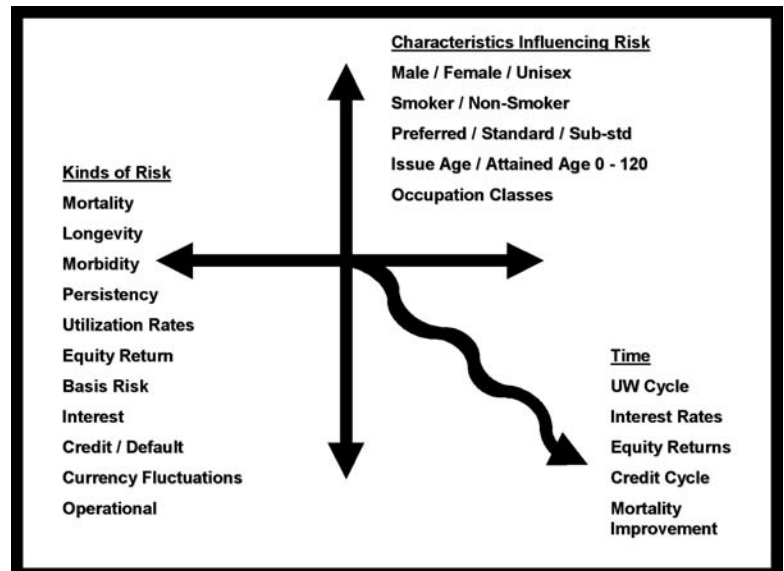 Characteristics Influencing Risk
Male / Female / Unisex
Smoker / Non-Smoker
Preferred / Standard / Sub-std
Issue Age / Attained Age 0 - 120
Occupation Classes
Kinds of Risk
Mortality
Longevity
Morbidity
Persistency
Utilization Rates
Equity Return
Basis Risk
Interest
Credit / Default
Currency Fluctuations
Operational
Time
UW Cycle
Interest Rates
Equity Returns
Credit Cycle
Mortality
Improvement